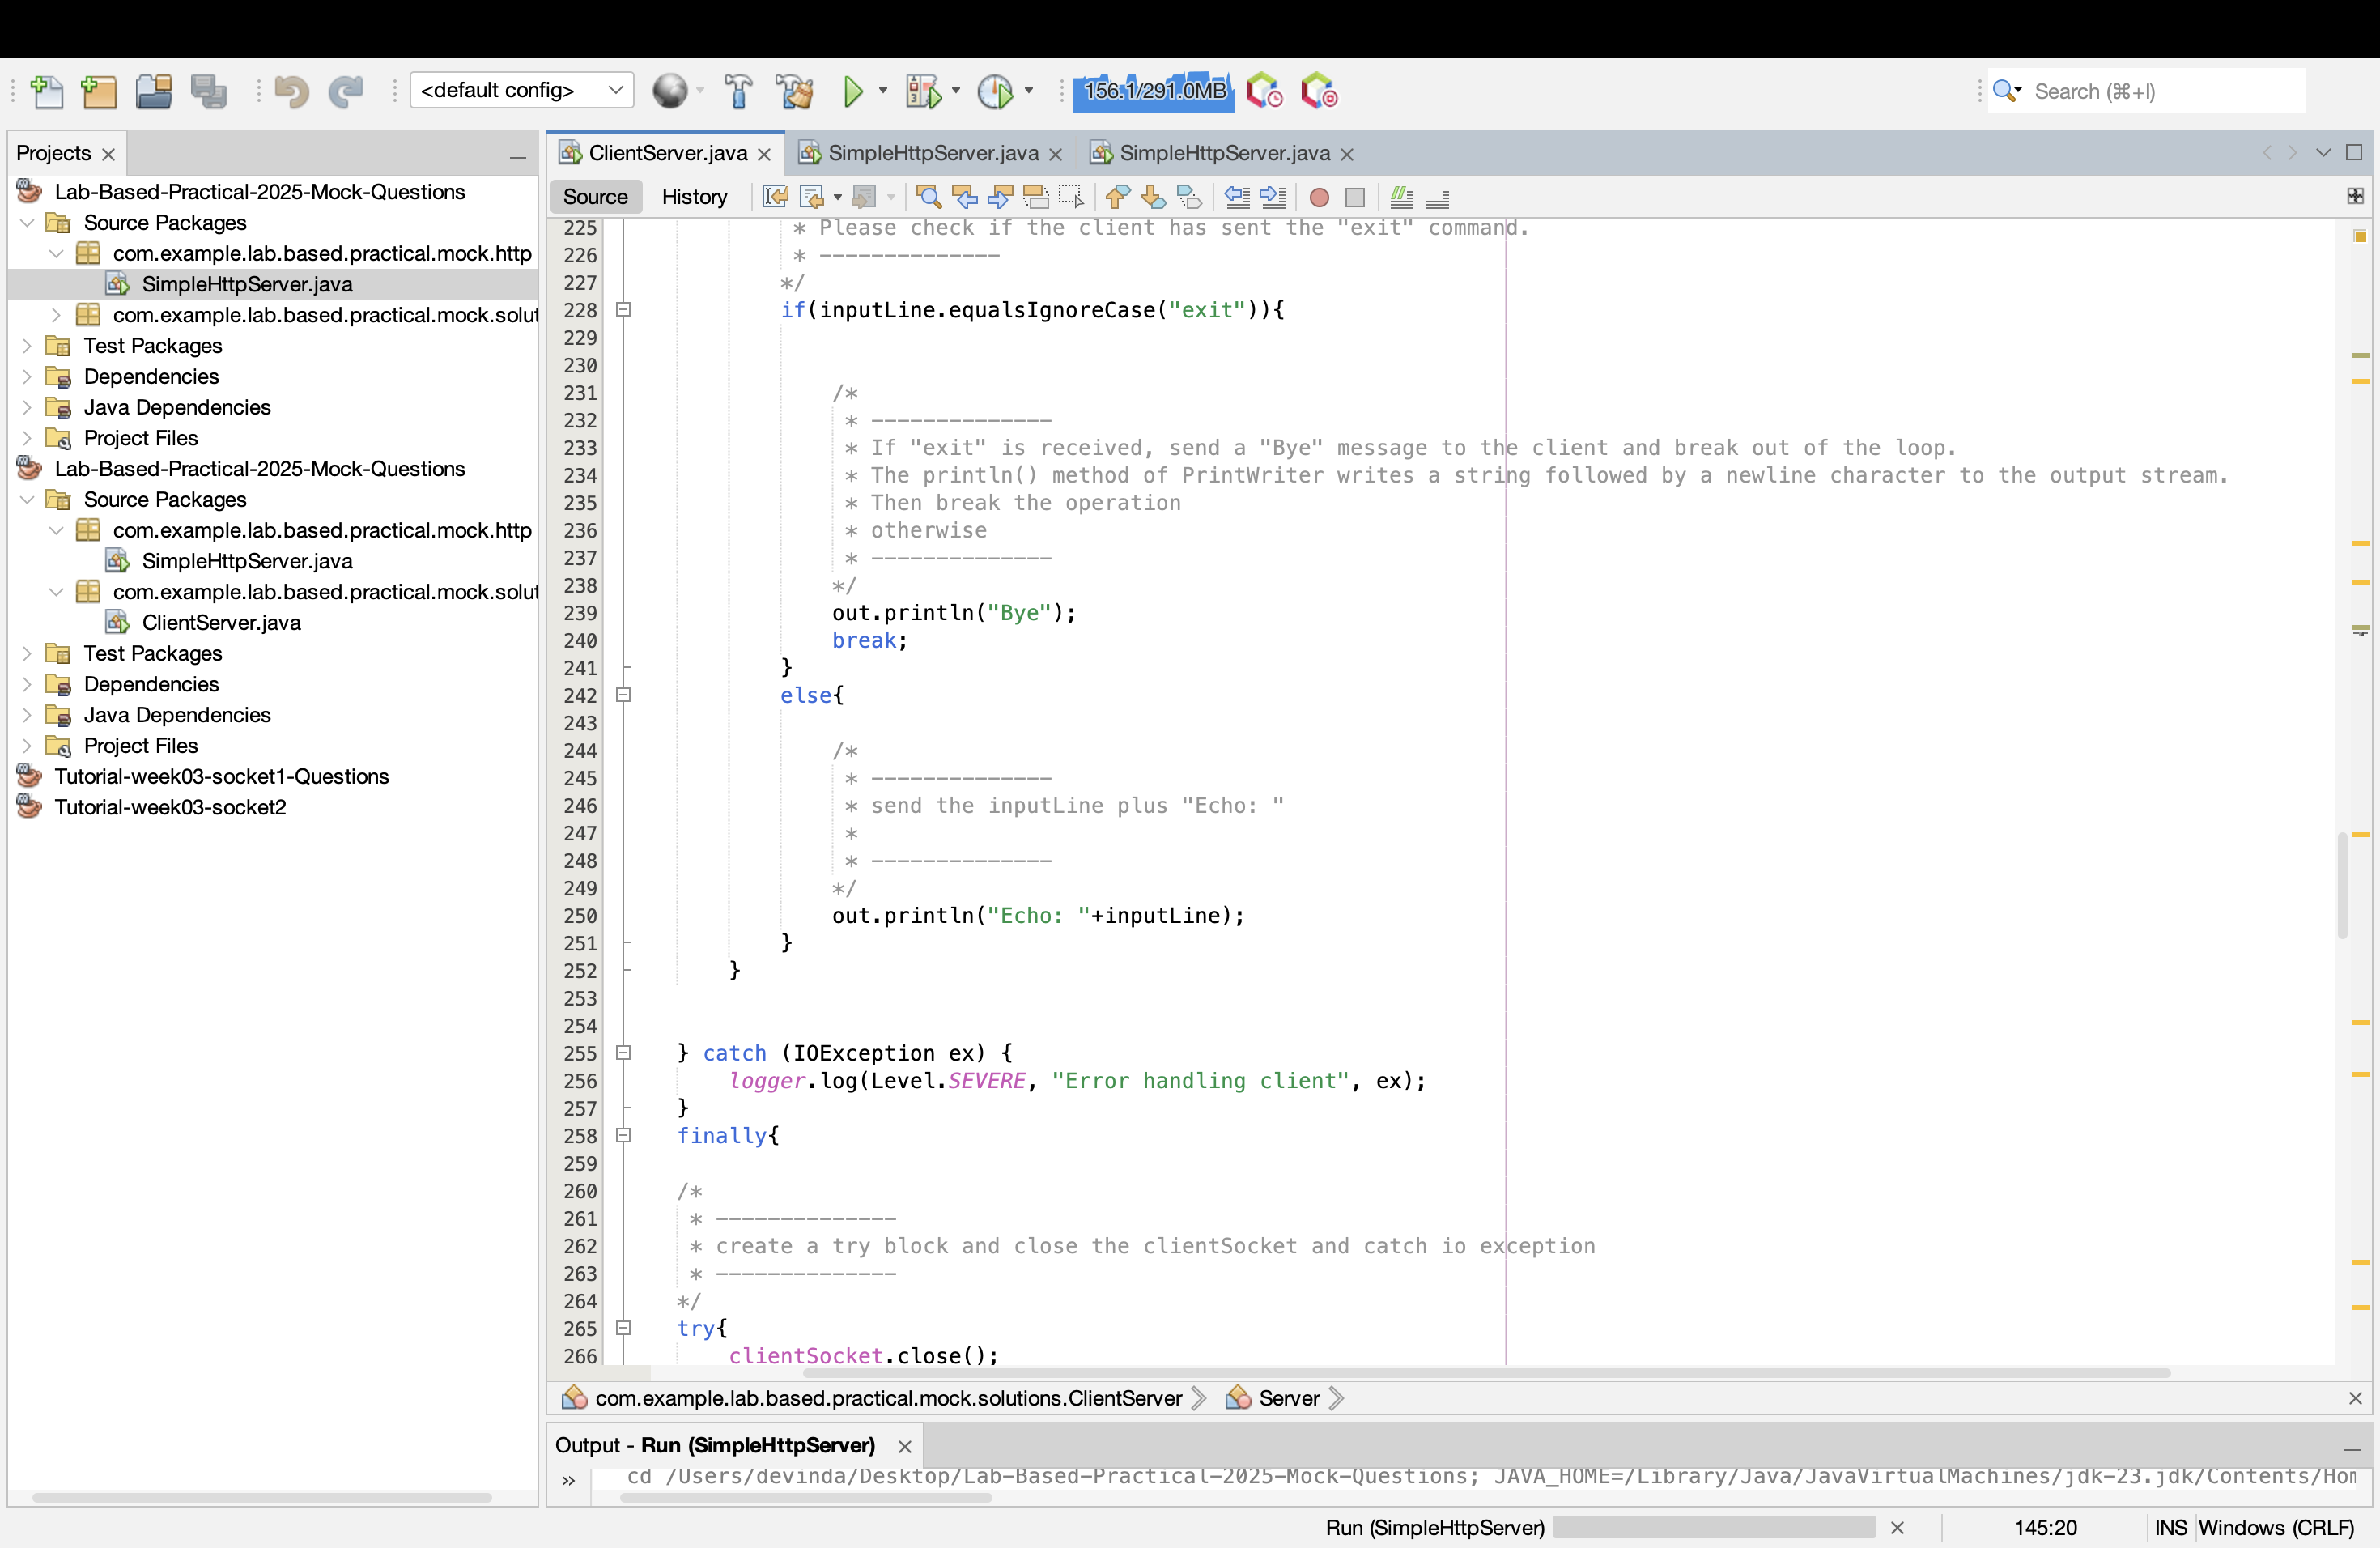 <default config>
156.1/291.0MB
Search (⌘+I)
Projects
ClientServer.java
SimpleHttpServer.java
SimpleHttpServer.java
Source
History
Lab-Based-Practical-2025-Mock-Questions
Source Packages
com.example.lab.based.practical.mock.http
SimpleHttpServer.java
com.example.lab.based.practical.mock.solut
Test Packages
Dependencies
Java Dependencies
Project Files
Lab-Based-Practical-2025-Mock-Questions
Source Packages
com.example.lab.based.practical.mock.http
SimpleHttpServer.java
com.example.lab.based.practical.mock.solut
ClientServer.java
Test Packages
Dependencies
Java Dependencies
Project Files
Tutorial-week03-socket1-Questions
Tutorial-week03-socket2
225 * Please check if the client has sent the "exit" command.
226 * --------------
227 */
228 if(inputLine.equalsIgnoreCase("exit")){
229
230
231 /*
232 * --------------
233 * If "exit" is received, send a "Bye" message to the client and break out of the loop.
234 * The println() method of PrintWriter writes a string followed by a newline character to the output stream.
235 * Then break the operation
236 * otherwise
237 * --------------
238 */
239 out.println("Bye");
240 break;
241 }
242 else{
243
244 /*
245 * --------------
246 * send the inputLine plus "Echo: "
247 *
248 * --------------
249 */
250 out.println("Echo: "+inputLine);
251 }
252 }
253
254
255 } catch (IOException ex) {
256 logger.log(Level.SEVERE, "Error handling client", ex);
257 }
258 finally{
259
260 /*
261 * --------------
262 * create a try block and close the clientSocket and catch io exception
263 * --------------
264 */
265 try{
266 clientSocket.close();
com.example.lab.based.practical.mock.solutions.ClientServer
Server
Output - Run (SimpleHttpServer)
cd /Users/devinda/Desktop/Lab-Based-Practical-2025-Mock-Questions; JAVA_HOME=/Library/Java/JavaVirtualMachines/jdk-23.jdk/Contents/Hom
Run (SimpleHttpServer)
145:20
INS
Windows (CRLF)